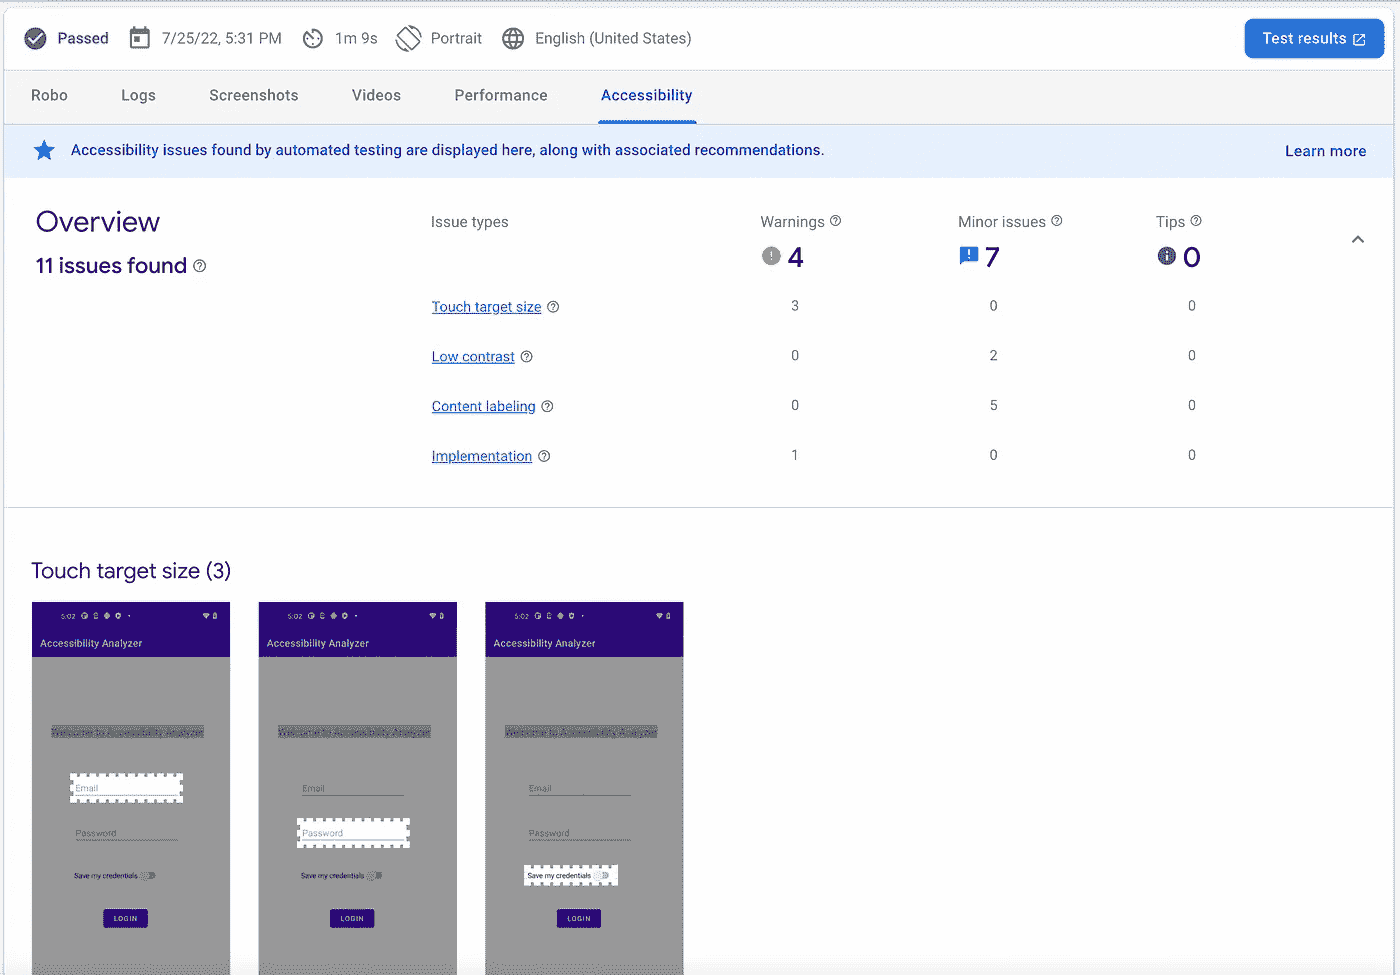 Passed 7/25/22, 5:31 PM 1m 9s Portrait English (United States) Test results
Robo Logs Screenshots Videos Performance Accessibility
Accessibility issues found by automated testing are displayed here, along with associated recommendations. Learn more
Overview Issue types Warnings Minor issues Tips
11 issues found 4 7 0
Touch target size 3 0 0
Low contrast 0 2 0
Content labeling 0 5 0
Implementation 1 0 0
Touch target size (3)
5:02 5:02 5:02
Accessibility Analyzer Accessibility Analyzer Accessibility Analyzer
Welcome to Accessibility Analyzer Welcome to Accessibility Analyzer Welcome to Accessibility Analyzer
Email Email Email
Password Password Password
Save my credentials Save my credentials Save my credentials
LOGIN LOGIN LOGIN